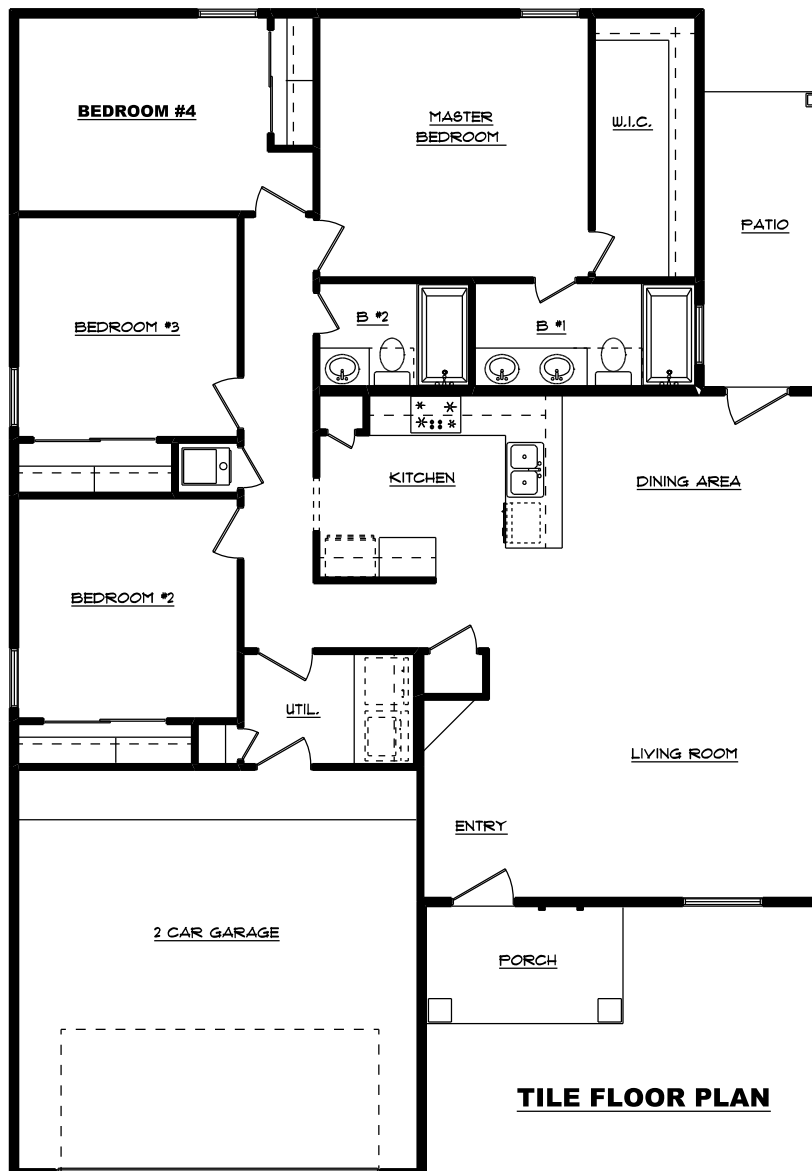 BEDROOM #4
MASTER
BEDROOM
W.I.C.
PATIO
BEDROOM #3
B #2
B #1
KITCHEN
DINING AREA
BEDROOM #2
UTIL.
LIVING ROOM
ENTRY
2 CAR GARAGE
PORCH
TILE FLOOR PLAN